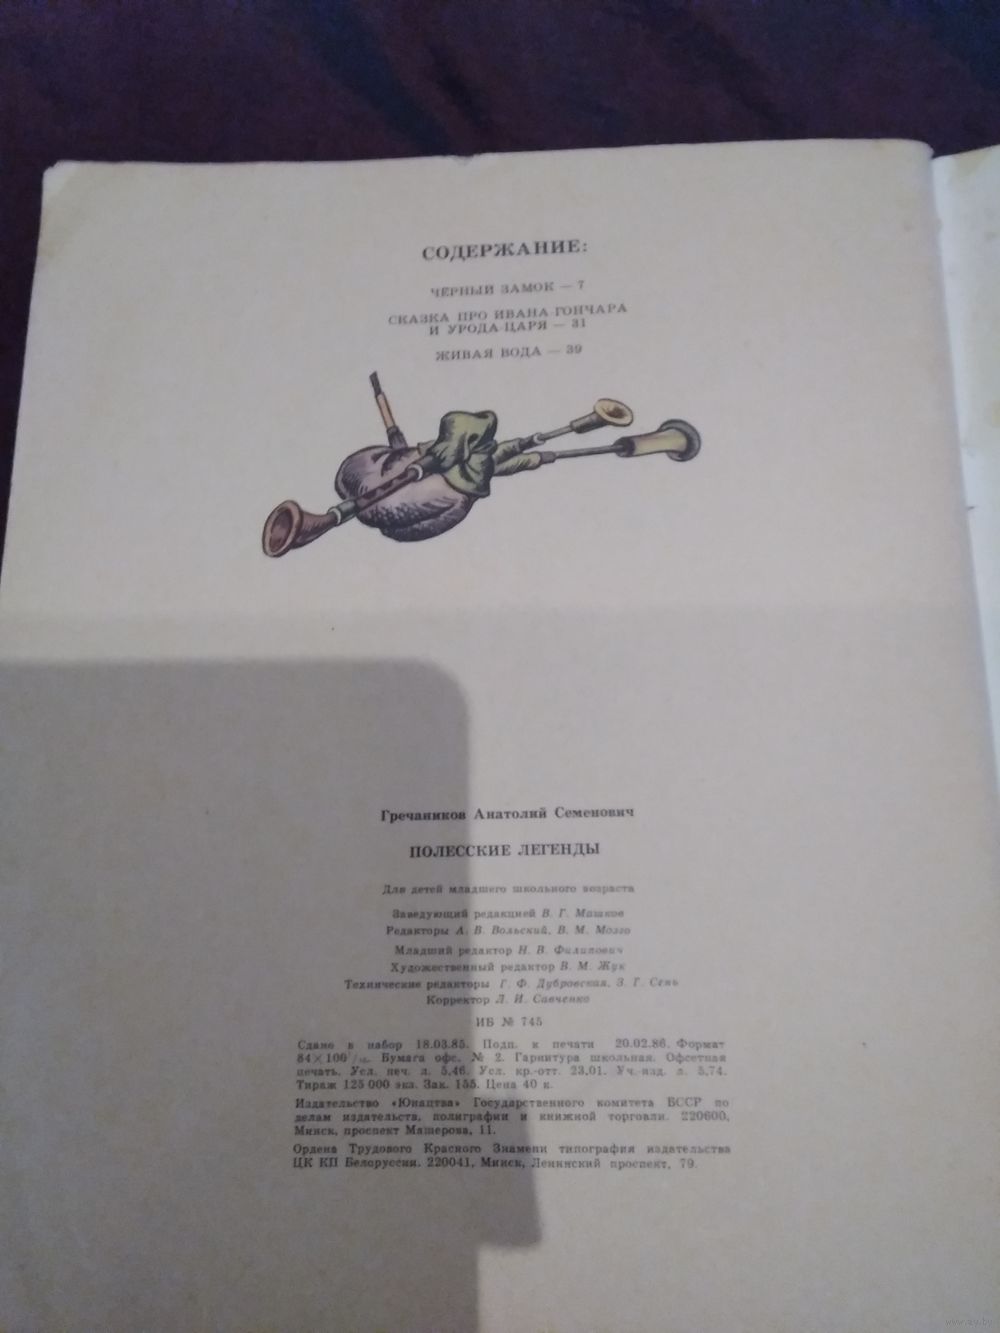 СОДЕРЖАНИЕ:
ЧЕРНЫЙ ЗАМОК — 7
СКАЗКА ПРО ИВАНА ГОНЧАРА
И УРОДА-ЦАРЯ — 31
ЖИВАЯ ВОДА — 39
Гречаников Анатолий Семенович
ПОЛЕССКИЕ ЛЕГЕНДЫ
Для детей младшего школьного возраста
Заведующий редакцией В. Г. Машков
Редакторы А. В. Вольский, В. М. Мозго
Младший редактор Н. В. Филипович
Художественный редактор В. М. Жук
Технические редакторы Г. Ф. Дубровская, З. Г. Сень
Корректор Л. И. Савченко
ИБ № 745
Сдано в набор 18.03.85. Подп. к печати 20.02.86. Формат
84×100 Бумага офс. № 2. Гарнитура школьная. Офсетная
печать. Усл. печ. л. 5,46. Усл. кр.-отт. 23,01. Уч.-изд. л. 5,74.
Тираж 125 000 экз. Зак. 155. Цена 40 к.
Издательство «Юнацтва» Государственного комитета БССР по
делам издательств, полиграфии и книжной торговли. 220600,
Минск, проспект Машерова, 11.
Ордена Трудового Красного Знамени типография издательства
ЦК КП Белоруссии. 220041, Минск, Ленинский проспект, 79.
www.ay.by